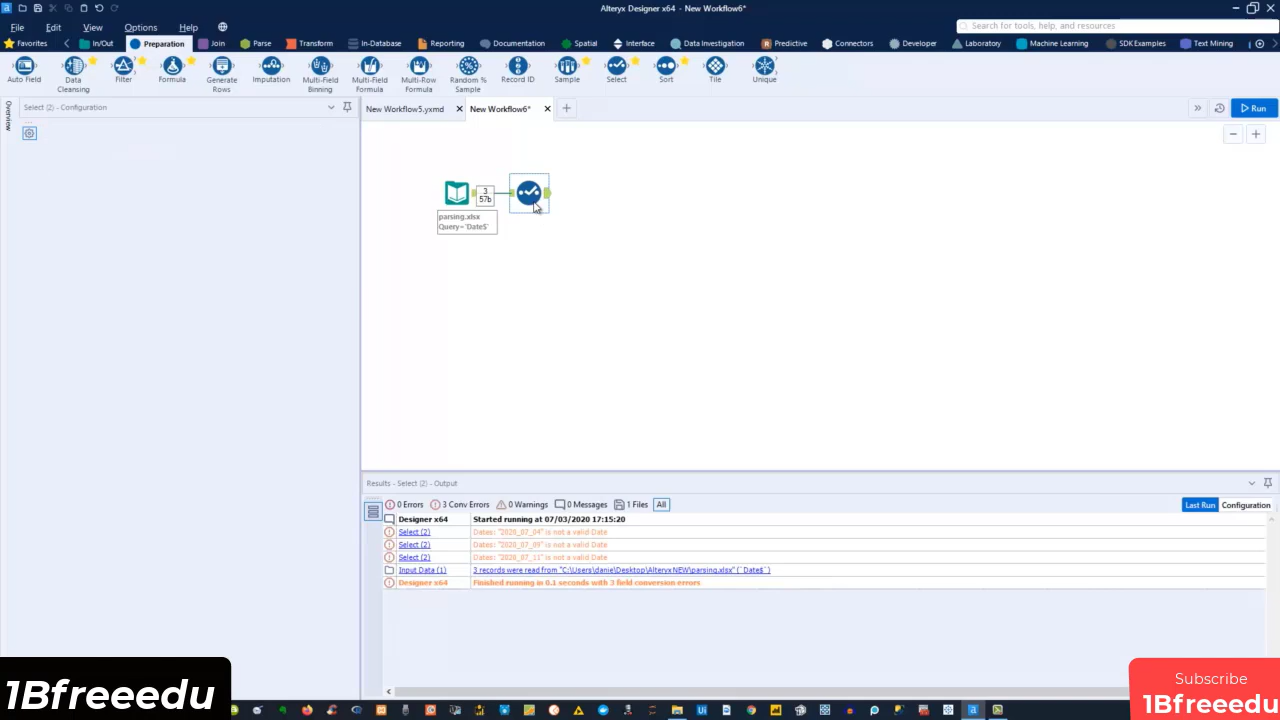 Alteryx Designer x64 - New Workflow6*
File Edit View Options Help
Search for tools, help, and resources
Favorites In/Out Preparation Join Parse Transform In-Database Reporting Documentation Spatial Interface Data Investigation Predictive Connectors Developer Laboratory Machine Learning SDK Examples Text Mining
Auto Field Data Cleansing Filter Formula Generate Rows Imputation Multi-Field Binning Multi-Field Formula Multi-Row Formula Random % Sample Record ID Sample Select Sort Tile Unique
Overview
Select (2) - Configuration
New Workflow5.yxmd New Workflow6*
Run
3
57b
parsing.xlsx
Query=`Date$`
Results - Select (2) - Output
0 Errors 3 Conv Errors 0 Warnings 0 Messages 1 Files All
Last Run Configuration
Designer x64 Started running at 07/03/2020 17:15:20
Select (2) Dates: "2020_07_04" is not a valid Date
Select (2) Dates: "2020_07_09" is not a valid Date
Select (2) Dates: "2020_07_11" is not a valid Date
Input Data (1) 3 records were read from "C:\Users\danie\Desktop\Alteryx NEW\parsing.xlsx" (`Date$`)
Designer x64 Finished running in 0.1 seconds with 3 field conversion errors
1Bfreeedu
Subscribe
1Bfreeedu